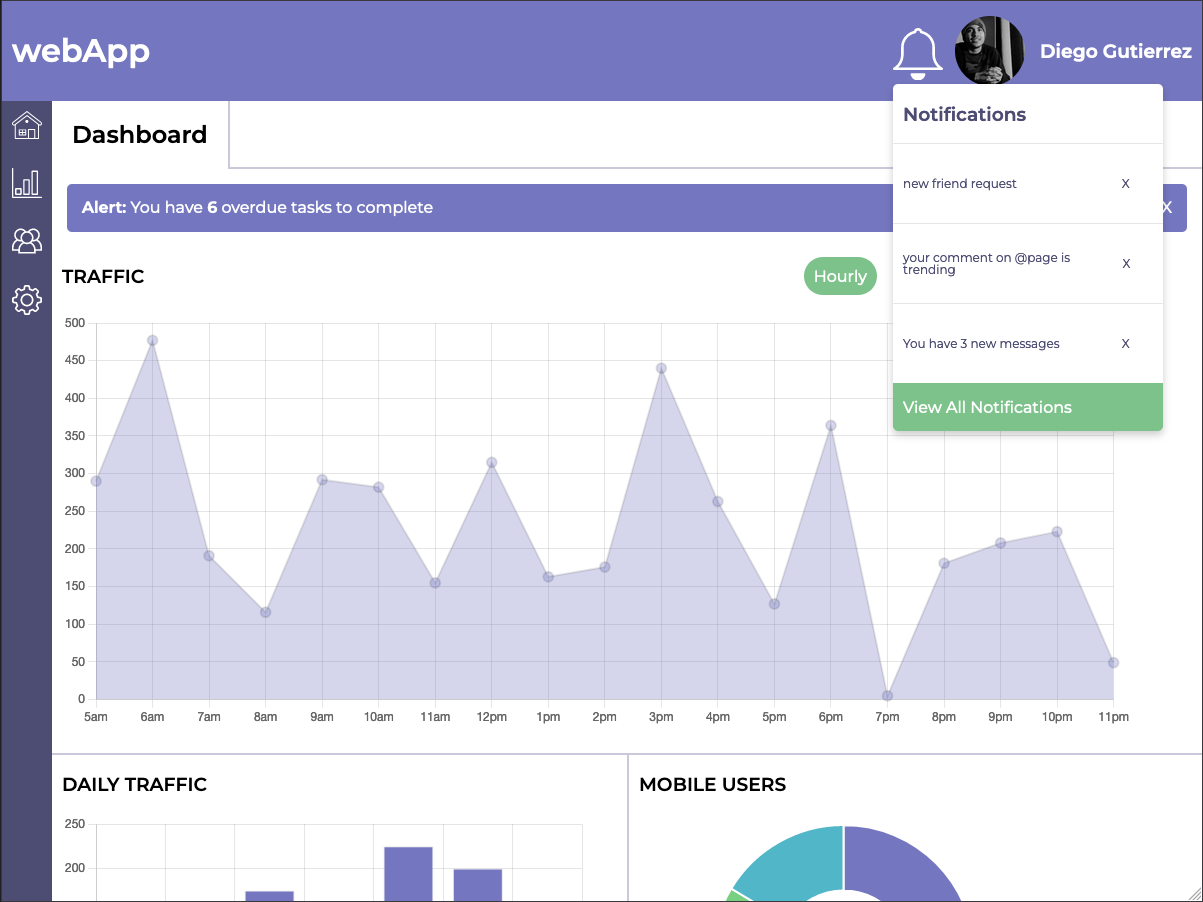 webApp
Diego Gutierrez
Notifications
Dashboard
new friend request X
Alert: You have 6 overdue tasks to complete X
your comment on @page is
trending X
TRAFFIC
Hourly
You have 3 new messages X
View All Notifications
500
450
400
350
300
250
200
150
100
50
0
5am 6am 7am 8am 9am 10am 11am 12pm 1pm 2pm 3pm 4pm 5pm 6pm 7pm 8pm 9pm 10pm 11pm
DAILY TRAFFIC
250
200
MOBILE USERS